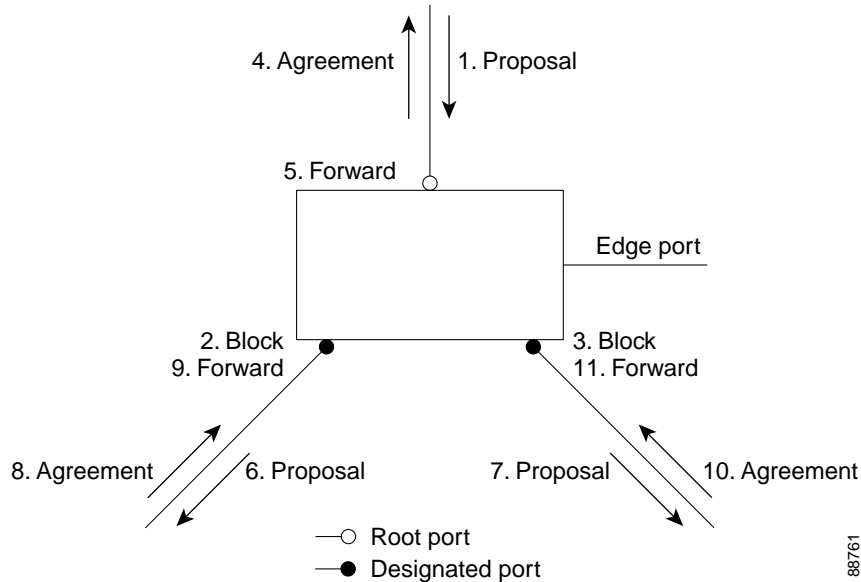 4. Agreement
1. Proposal
5. Forward
Edge port
2. Block
9. Forward
3. Block
11. Forward
8. Agreement
6. Proposal
7. Proposal
10. Agreement
Root port
Designated port
88761